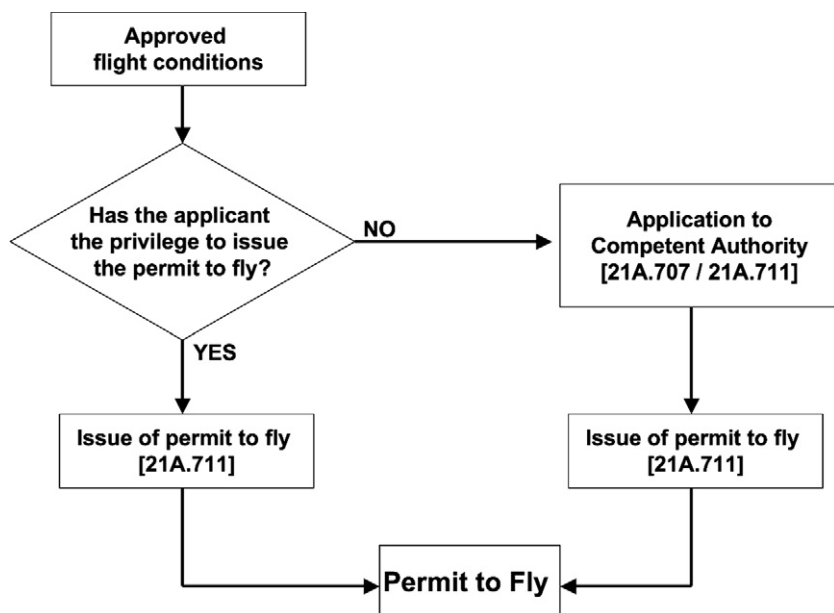 Approved
flight conditions
Has the applicant
the privilege to issue
the permit to fly?
NO
Application to
Competent Authority
[21A.707 / 21A.711]
YES
Issue of permit to fly
[21A.711]
Issue of permit to fly
[21A.711]
Permit to Fly